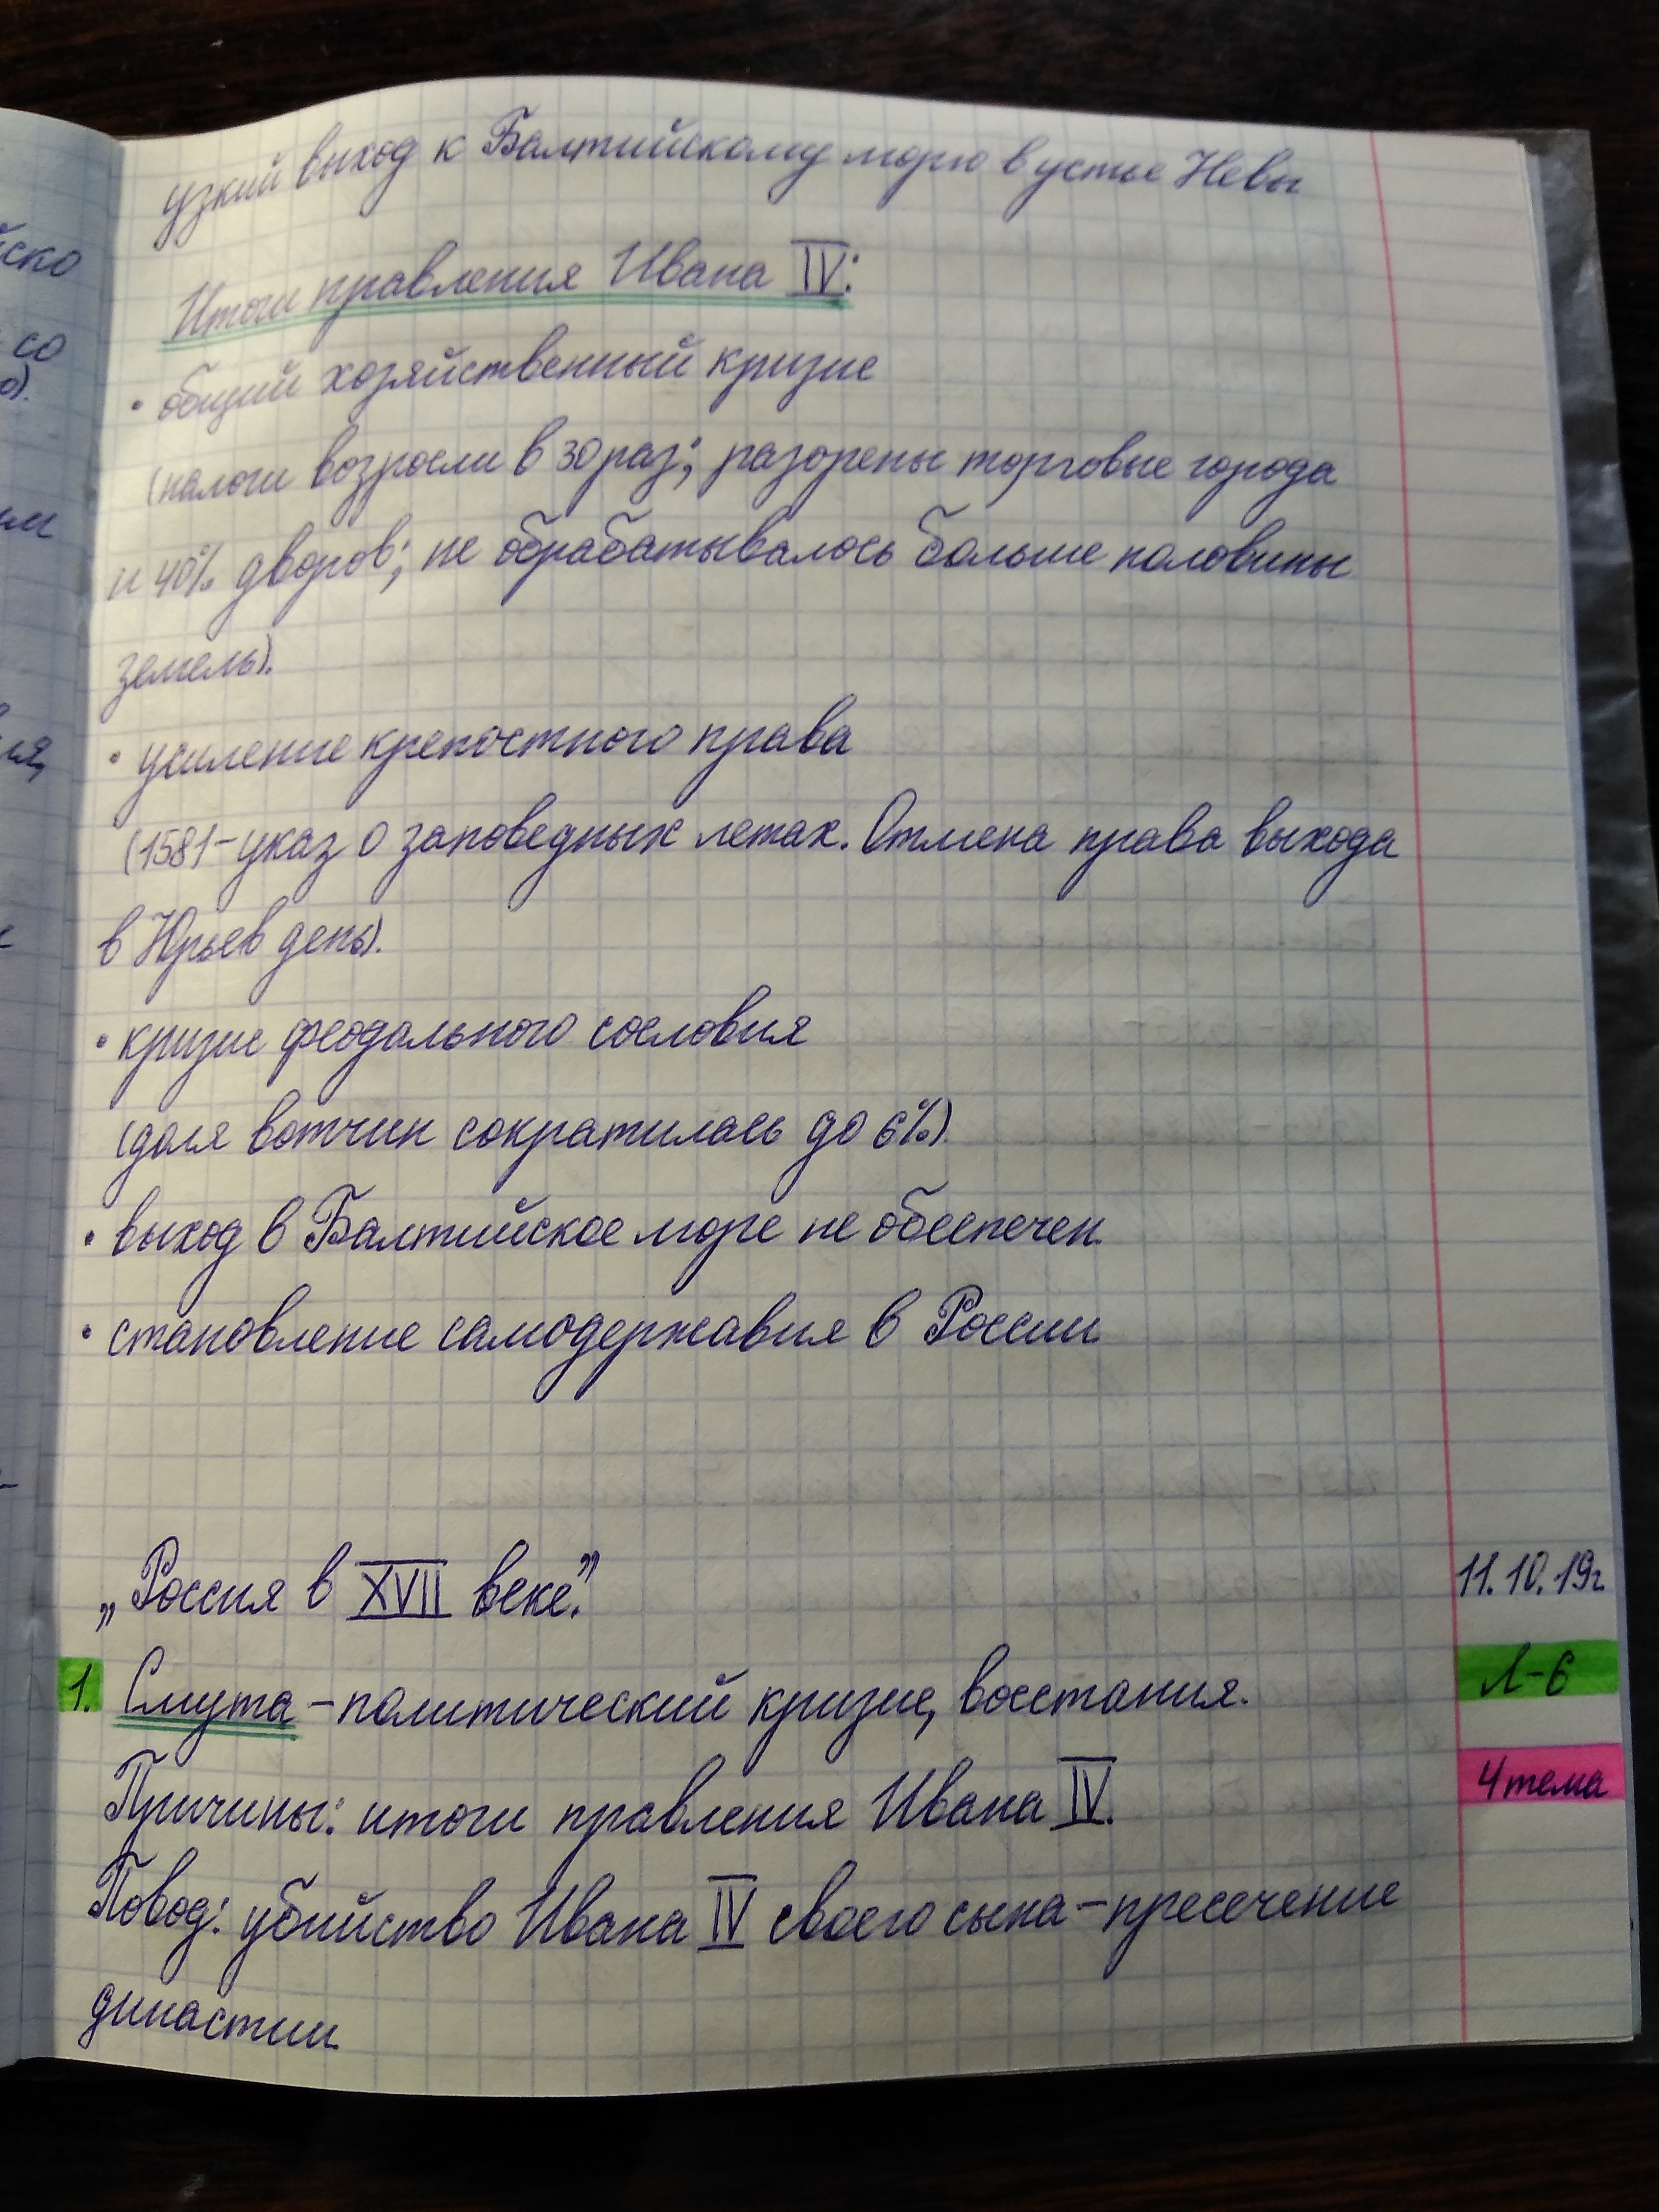 узкий выход к Балтийскому морю в устье Невы
Итоги правления Ивана IV:
• общий хозяйственный кризис
(налоги возросли в 30 раз; разорены торговые города
и 40% дворов; не обрабатывалось больше половины
земель).
• усиление крепостного права
(1581-указ о заповедных летах. Отмена права выхода
в Юрьев день).
• кризис феодального сословия
(доля вотчин сократилась до 6%).
• выход в Балтийское море не обеспечен
• становление самодержавия в России
„Россия в XVII веке."
11.10.19г.
1. Смута - политический кризис, восстания.
Л-6
Причины: итоги правления Ивана IV.
4 тема
Повод: убийство Ивана IV своего сына - пресечение
династии
ско
со
о).
ия,